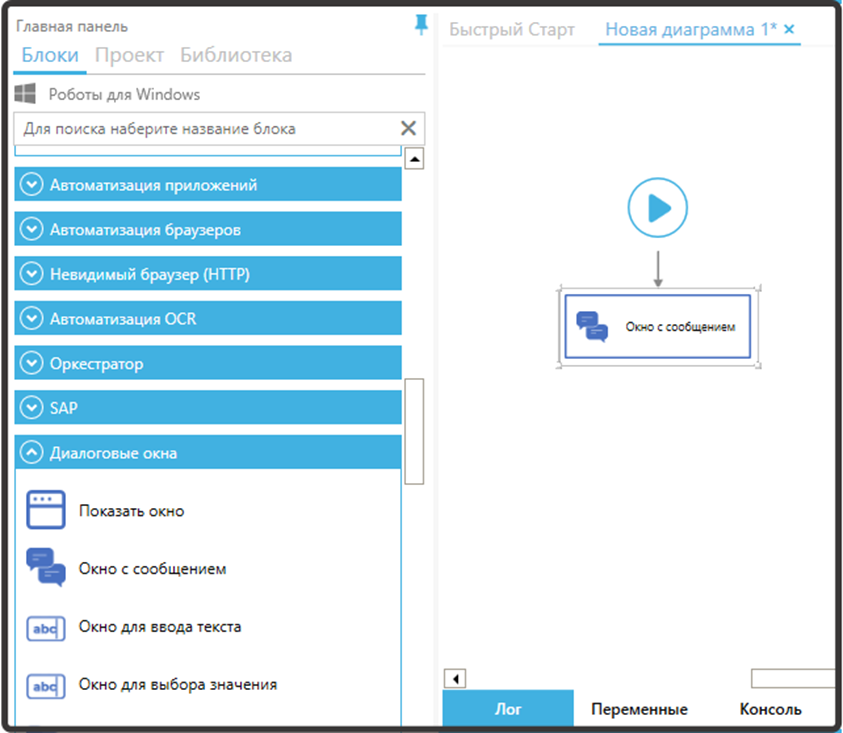 Главная панель
Блоки Проект Библиотека
Роботы для Windows
Для поиска наберите название блока
Автоматизация приложений
Автоматизация браузеров
Невидимый браузер (HTTP)
Автоматизация OCR
Оркестратор
SAP
Диалоговые окна
Показать окно
Окно с сообщением
abc Окно для ввода текста
abc Окно для выбора значения
Быстрый Старт Новая диаграмма 1*
Окно с сообщением
Лог Переменные Консоль